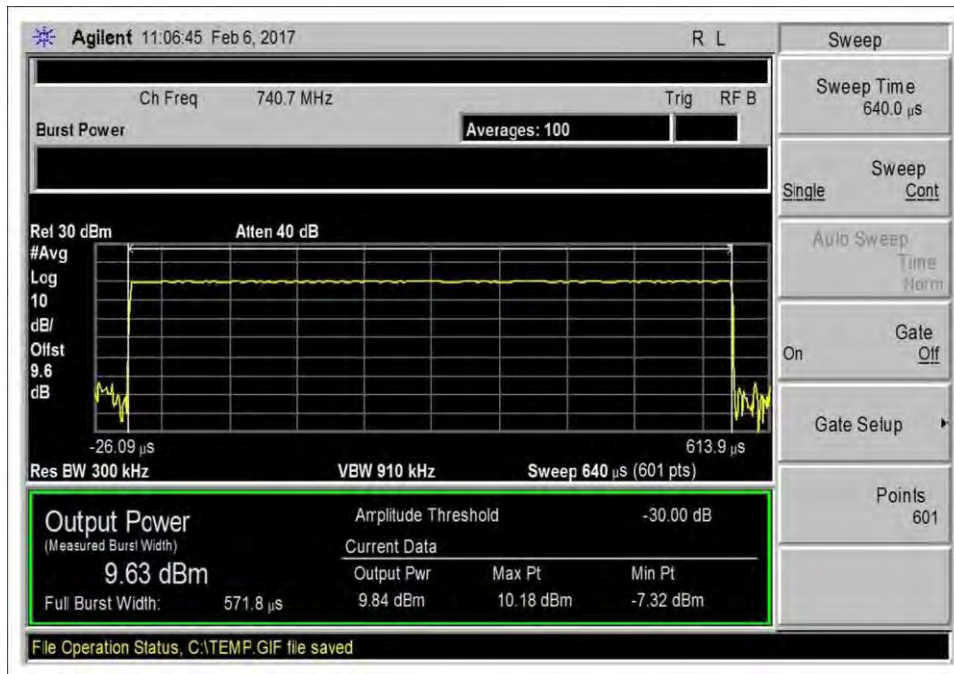 Agilent 11:06:45 Feb 6, 2017 R L
Ch Freq 740.7 MHz Trig RF B
Burst Power Averages: 100
Ref 30 dBm Atten 40 dB
#Avg
Log
10
dB/
Offst
9.6
dB
-26.09 µs 613.9 µs
Res BW 300 kHz VBW 910 kHz Sweep 640 µs (601 pts)
Output Power
(Measured Burst Width)
9.63 dBm
Full Burst Width: 571.8 µs
Amplitude Threshold -30.00 dB
Current Data
Output Pwr Max Pt Min Pt
9.84 dBm 10.18 dBm -7.32 dBm
File Operation Status, C:\TEMP.GIF file saved
Sweep
Sweep Time
640.0 µs
Sweep
Single Cont
Auto Sweep
Time
Norm
Gate
On Off
Gate Setup
Points
601